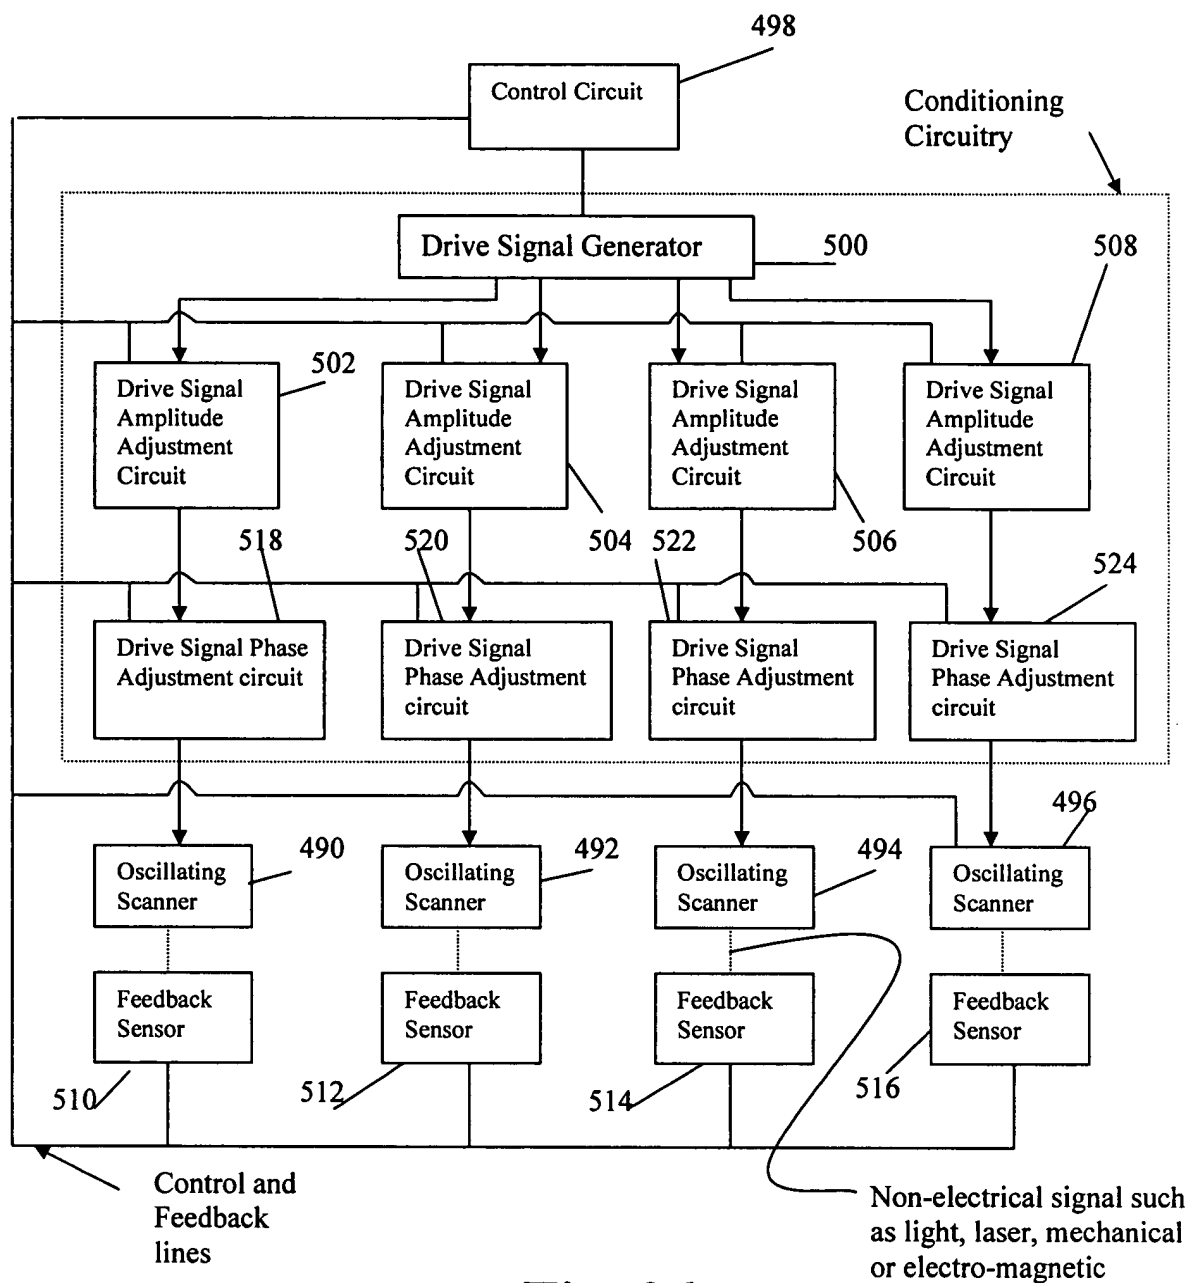 498
Control Circuit
Conditioning
Circuitry
Drive Signal Generator
500
508
502
Drive Signal
Amplitude
Adjustment
Circuit
Drive Signal
Amplitude
Adjustment
Circuit
Drive Signal
Amplitude
Adjustment
Circuit
Drive Signal
Amplitude
Adjustment
Circuit
518
520
504
522
506
524
Drive Signal Phase
Adjustment circuit
Drive Signal
Phase Adjustment
circuit
Drive Signal
Phase Adjustment
circuit
Drive Signal
Phase Adjustment
circuit
490
492
494
496
Oscillating
Scanner
Oscillating
Scanner
Oscillating
Scanner
Oscillating
Scanner
Feedback
Sensor
Feedback
Sensor
Feedback
Sensor
Feedback
Sensor
510
512
514
516
Control and
Feedback
lines
Non-electrical signal such
as light, laser, mechanical
or electro-magnetic